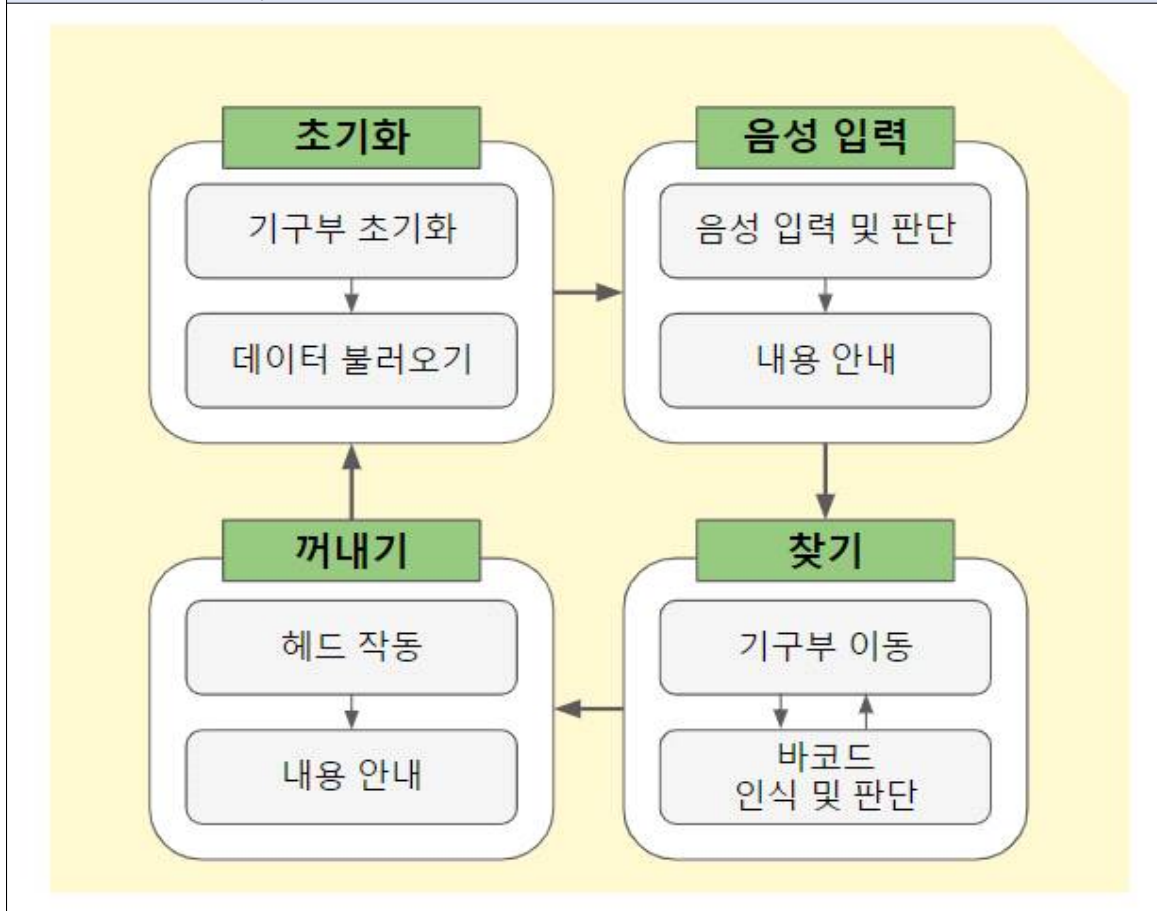 초기화
기구부 초기화
데이터 불러오기
음성 입력
음성 입력 및 판단
내용 안내
찾기
기구부 이동
바코드
인식 및 판단
꺼내기
헤드 작동
내용 안내